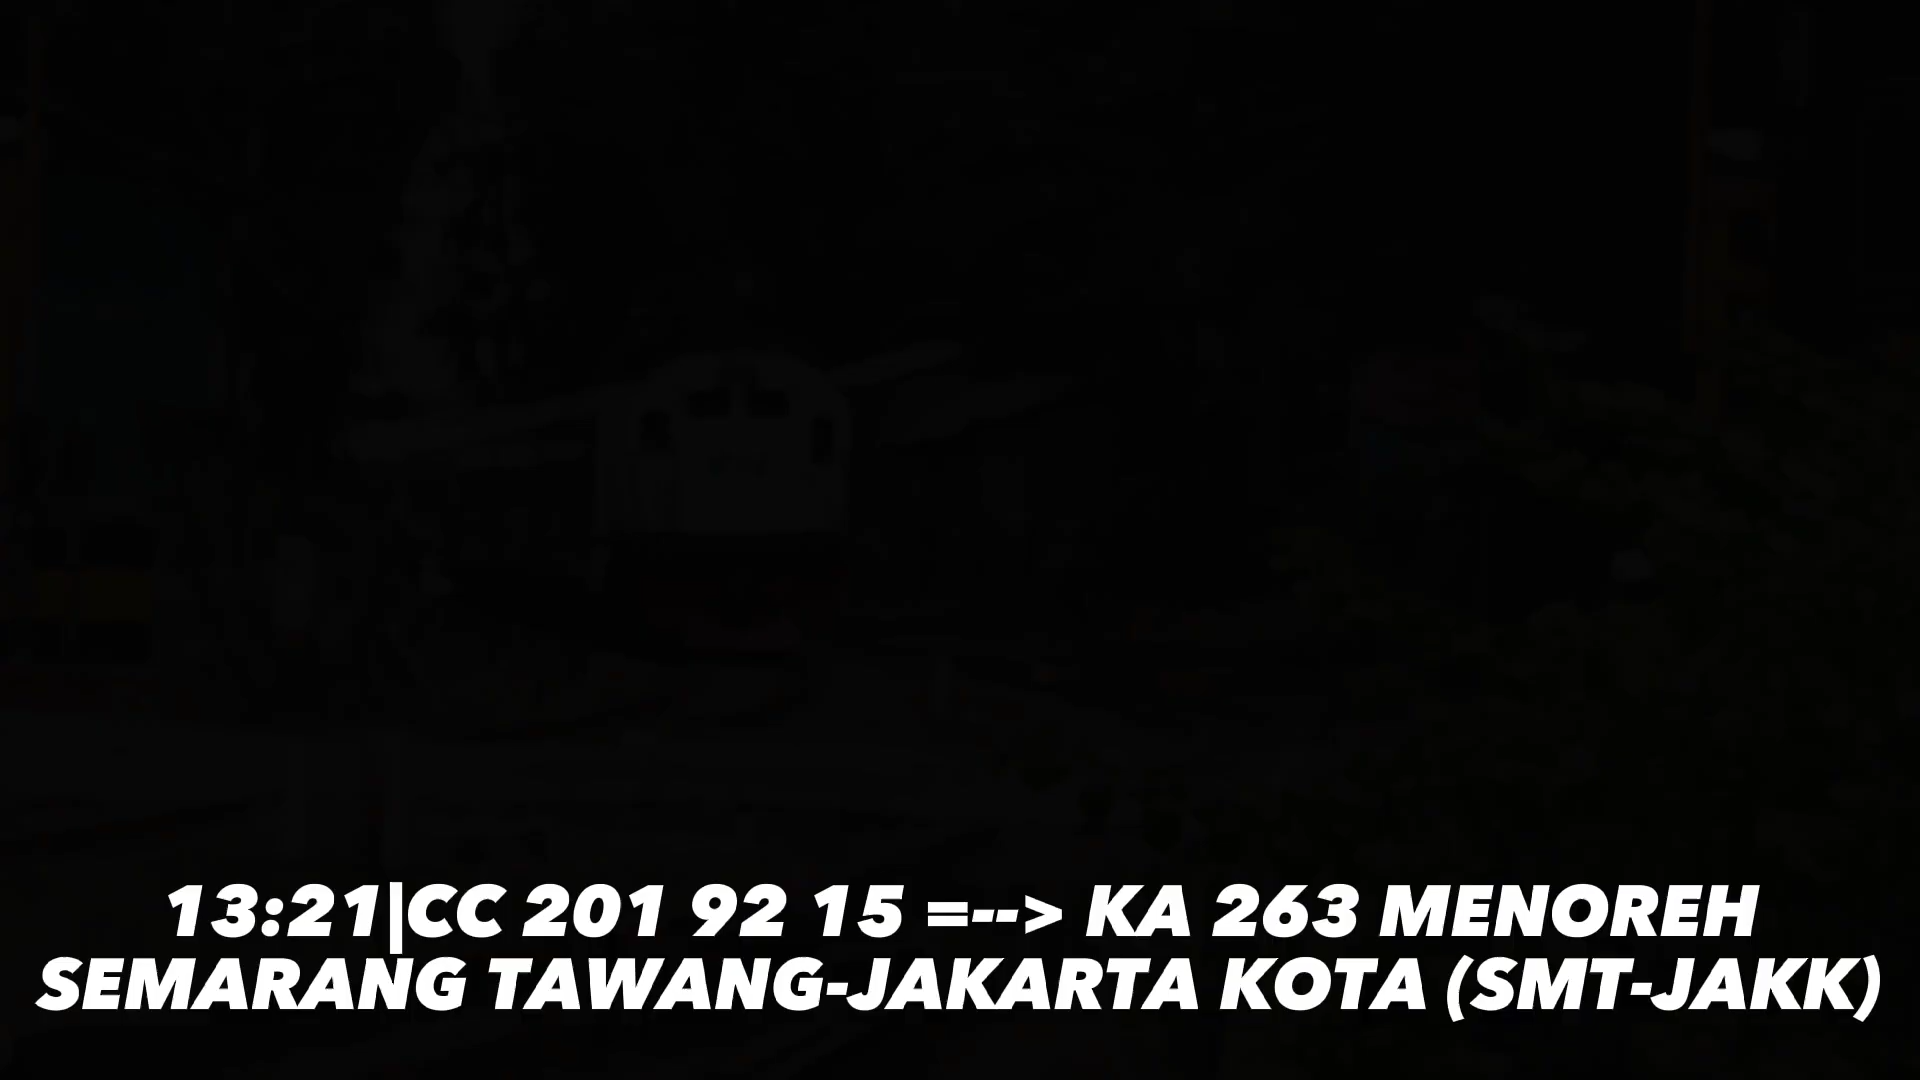 13:21|CC 201 92 15 =--> KA 263 MENOREH
SEMARANG TAWANG-JAKARTA KOTA (SMT-JAKK)